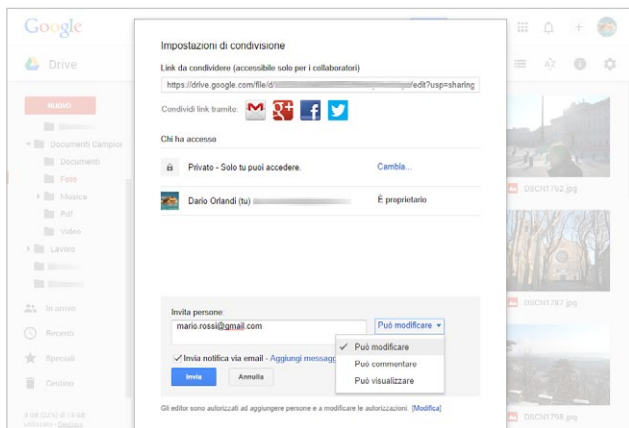 Google
Impostazioni di condivisione
Link da condividere (accessibile solo per i collaboratori)
https://drive.google.com/file/d/ /edit?usp=sharing
Condividi link tramite:
Chi ha accesso
Privato - Solo tu puoi accedere.
Cambia...
Dario Orlandi (tu)
È proprietario
Invita persone:
mario.rossi@gmail.com
Può modificare
Può modificare
Può commentare
Può visualizzare
Invia notifica via email - Aggiungi messagg
Invia
Annulla
Gli editor sono autorizzati ad aggiungere persone e a modificare le autorizzazioni. [Modifica]
Drive
NUOVO
Documenti Campior
Documenti
Foto
Musica
Pdf
Video
Lavoro
In arrivo
Recenti
Speciali
Cestino
DSCN1792.jpg
DSCN1787.jpg
DSCN1798.jpg